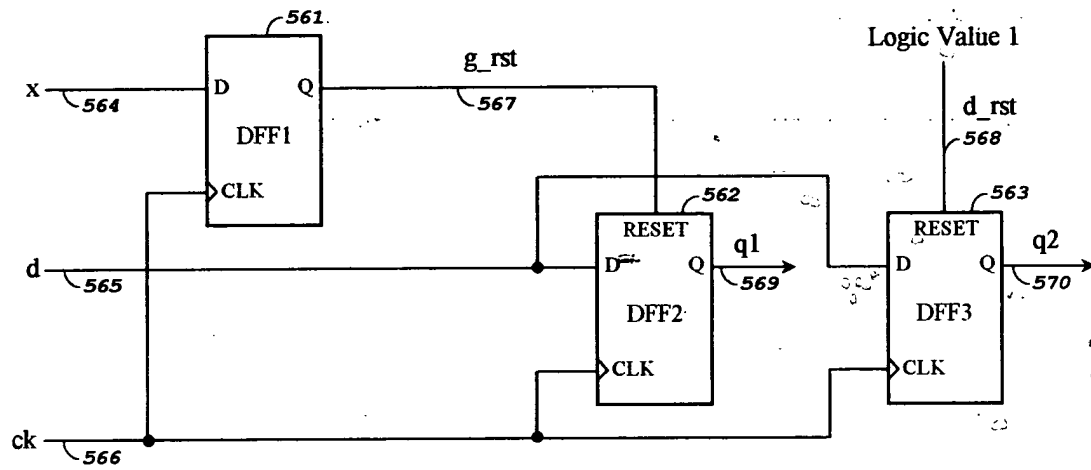 561
Logic Value 1
g_rst
x
564
D
Q
567
DFF1
d_rst
568
CLK
562
563
RESET
q1
RESET
q2
d
565
D
Q
569
D
Q
570
DFF2
DFF3
CLK
CLK
ck
566